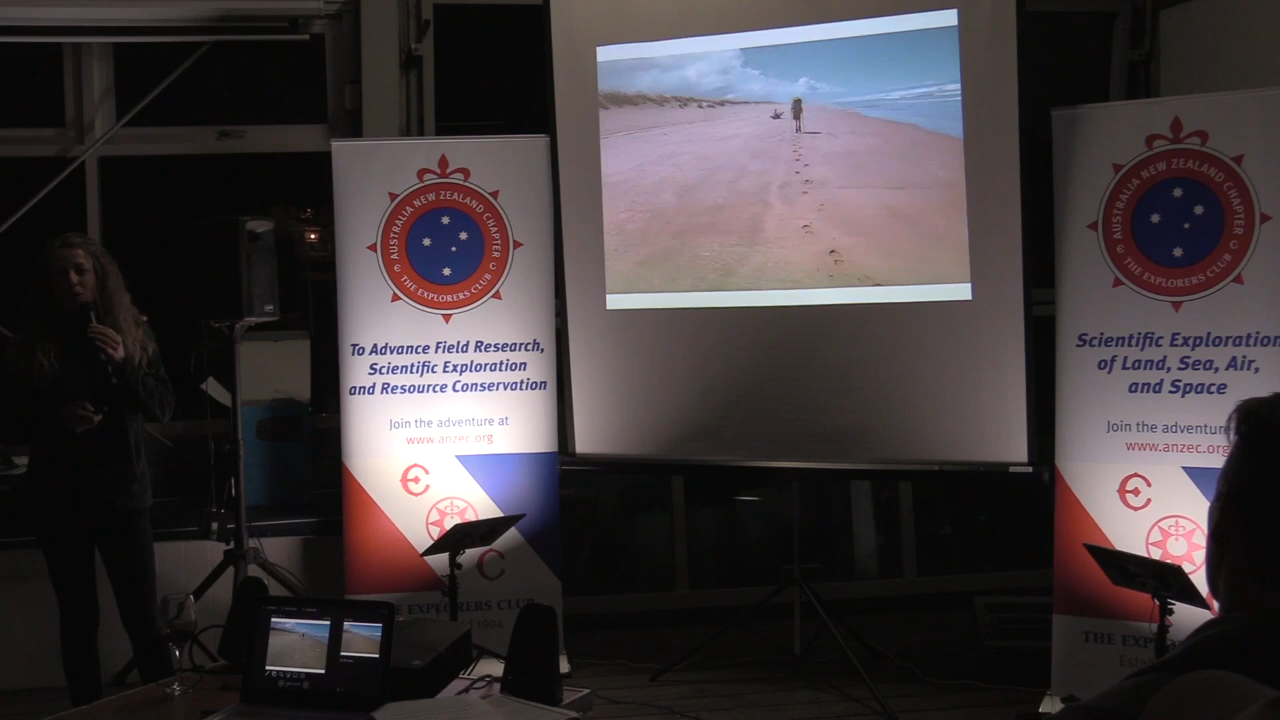 AUSTRALIA NEW ZEALAND CHAPTER
THE EXPLORERS CLUB
To Advance Field Research,
Scientific Exploration
and Resource Conservation
Join the adventure at
www.anzec.org
THE EXPLORERS CLUB
1904
AUSTRALIA NEW ZEALAND CHAPTER
THE EXPLORERS CLUB
Scientific Exploration
of Land, Sea, Air,
and Space
Join the adventure
www.anzec.org
THE